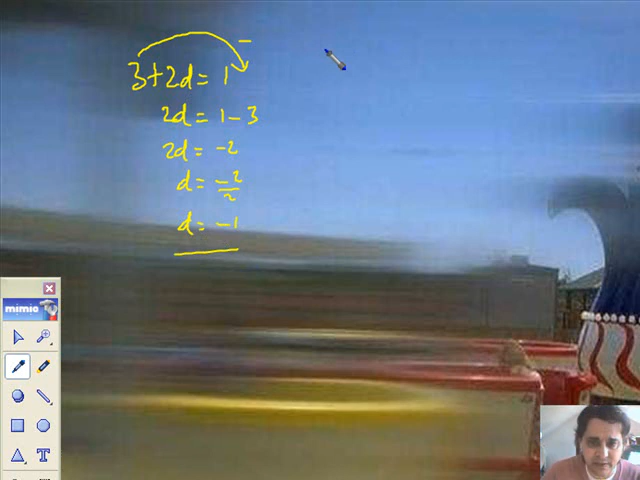 3+2d = 1
2d = 1-3
2d = -2
d = -2/2
d = -1
mimio
T